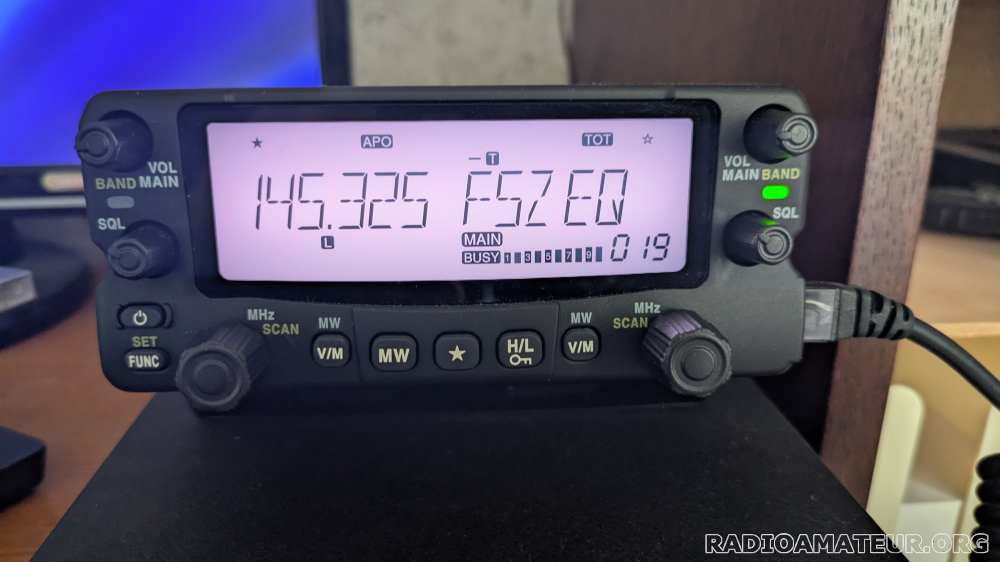 ★ APO TOT ☆
– T
145.325 F5ZEQ
L
MAIN
BUSY 1 3 5 7 9 019
VOL
BAND MAIN
SQL
VOL
MAIN BAND
SQL
MHz
SCAN
SET
FUNC
MW
V/M
MW
★
H/L
MW
V/M
MHz
SCAN
RADIOAMATEUR.ORG